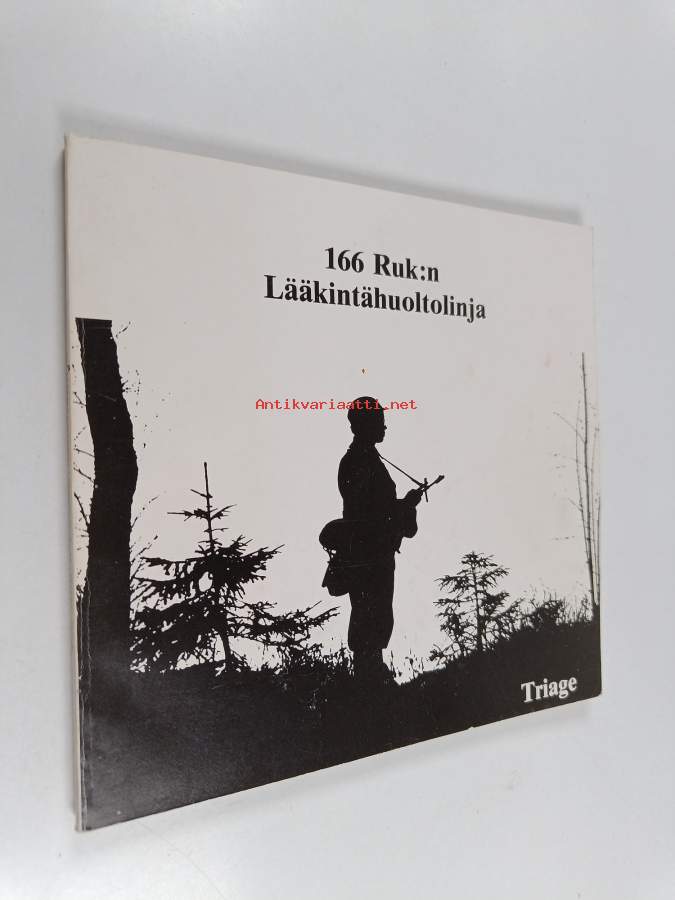 166 Ruk:n
Lääkintähuoltolinja
Antikvariaatti.net
Triage